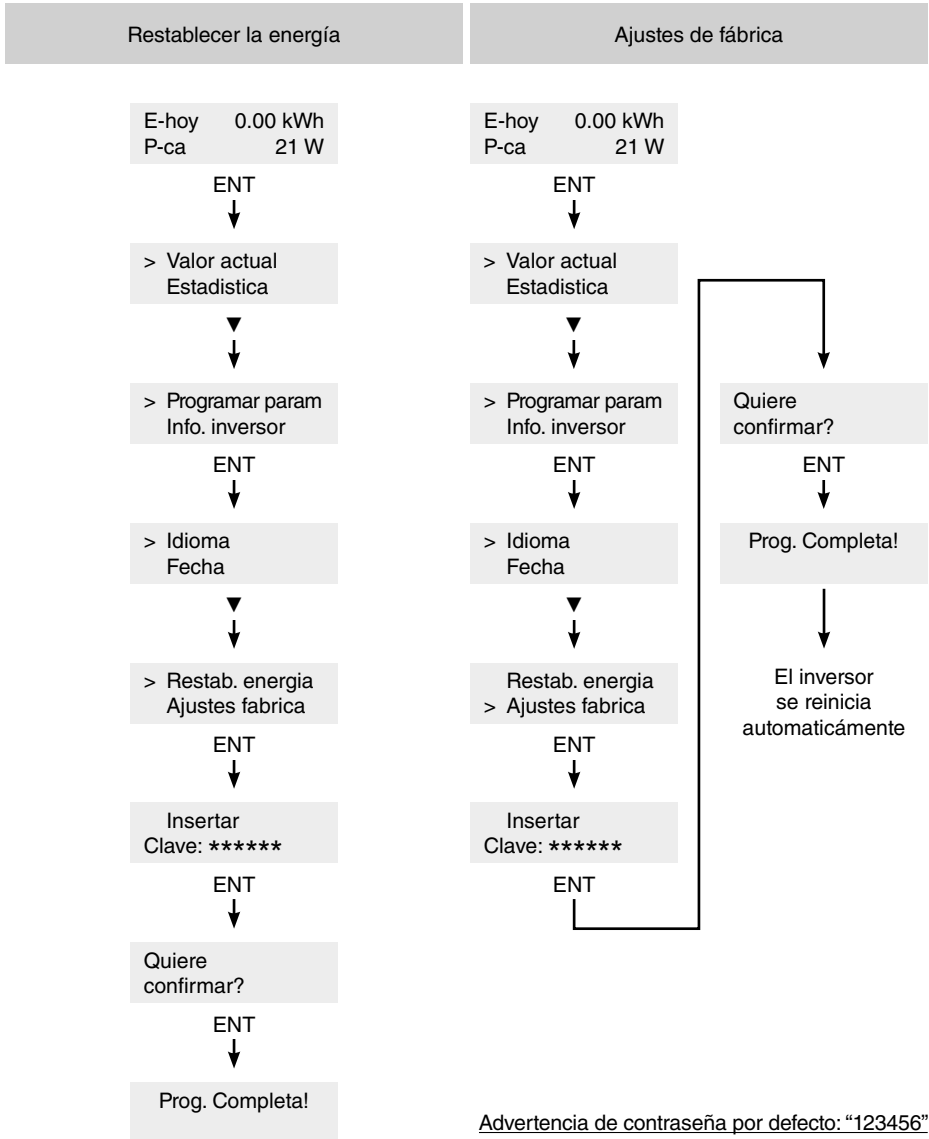 Restablecer la energía
E-hoy 0.00 kWh
P-ca 21 W
ENT
> Valor actual
Estadistica
▼
> Programar param
Info. inversor
ENT
> Idioma
Fecha
▼
> Restab. energia
Ajustes fabrica
ENT
Insertar
Clave: ******
ENT
Quiere
confirmar?
ENT
Prog. Completa!
Ajustes de fábrica
E-hoy 0.00 kWh
P-ca 21 W
ENT
> Valor actual
Estadistica
▼
> Programar param
Info. inversor
ENT
> Idioma
Fecha
▼
Restab. energia
> Ajustes fabrica
ENT
Insertar
Clave: ******
ENT
Quiere
confirmar?
ENT
Prog. Completa!
El inversor
se reinicia
automaticámente
Advertencia de contraseña por defecto: “123456”